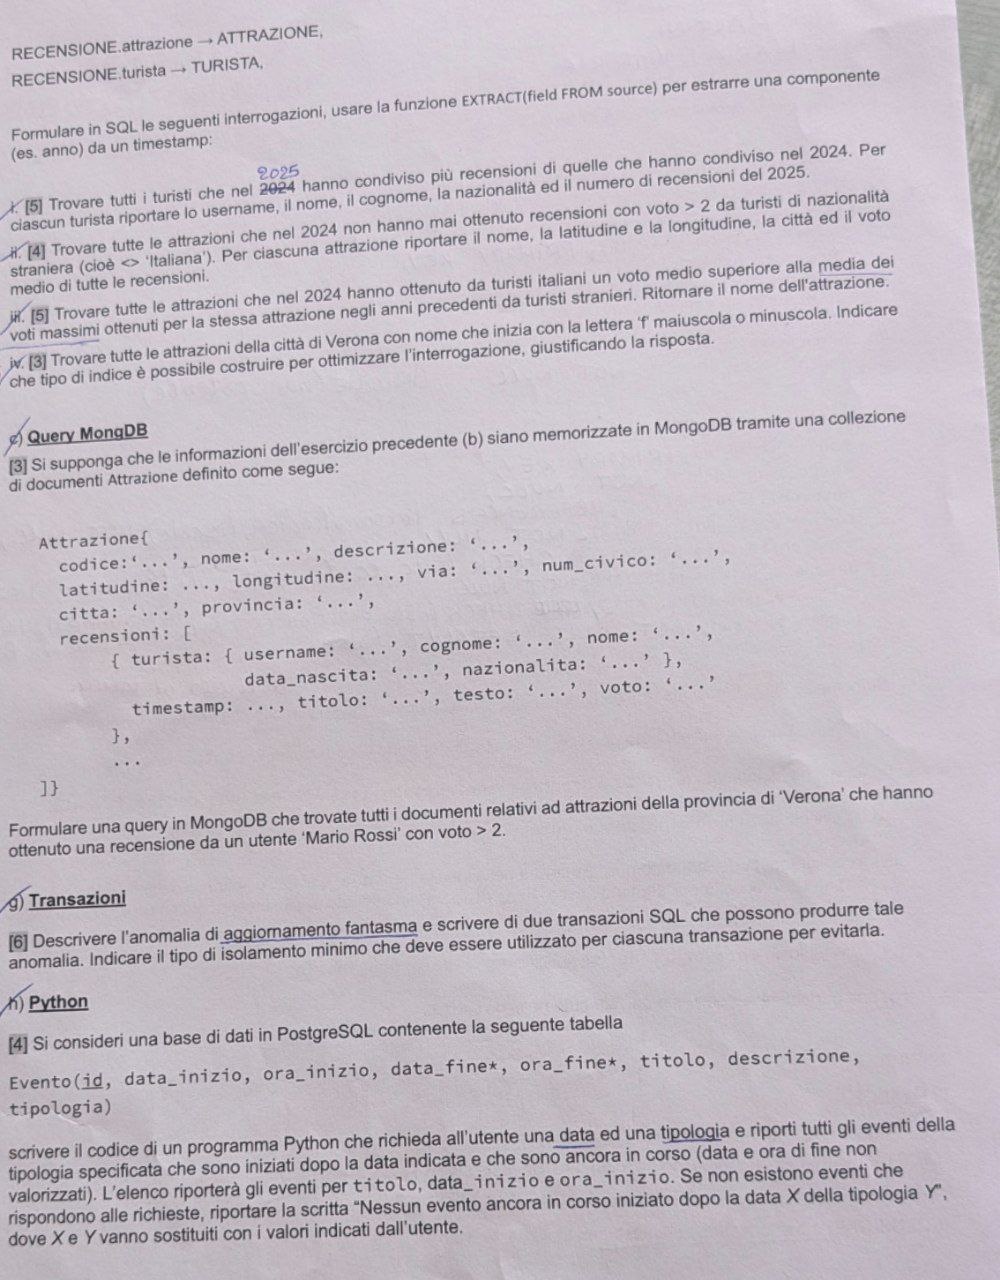 RECENSIONE.attrazione → ATTRAZIONE,
RECENSIONE.turista → TURISTA,
Formulare in SQL le seguenti interrogazioni, usare la funzione EXTRACT(field FROM source) per estrarre una componente
(es. anno) da un timestamp:
2025
i. [5] Trovare tutti i turisti che nel 2024 hanno condiviso più recensioni di quelle che hanno condiviso nel 2024. Per
ciascun turista riportare lo username, il nome, il cognome, la nazionalità ed il numero di recensioni del 2025.
ii. [4] Trovare tutte le attrazioni che nel 2024 non hanno mai ottenuto recensioni con voto > 2 da turisti di nazionalità
straniera (cioè <> 'Italiana'). Per ciascuna attrazione riportare il nome, la latitudine e la longitudine, la città ed il voto
medio di tutte le recensioni.
iii. [5] Trovare tutte le attrazioni che nel 2024 hanno ottenuto da turisti italiani un voto medio superiore alla media dei
voti massimi ottenuti per la stessa attrazione negli anni precedenti da turisti stranieri. Ritornare il nome dell'attrazione.
iv. [3] Trovare tutte le attrazioni della città di Verona con nome che inizia con la lettera 'f' maiuscola o minuscola. Indicare
che tipo di indice è possibile costruire per ottimizzare l'interrogazione, giustificando la risposta.
c) Query MongDB
[3] Si supponga che le informazioni dell'esercizio precedente (b) siano memorizzate in MongoDB tramite una collezione
di documenti Attrazione definito come segue:
Attrazione{
codice:‘...’, nome: ‘...’, descrizione: ‘...’,
latitudine: ..., longitudine: ..., via: ‘...’, num_civico: ‘...’,
citta: ‘...’, provincia: ‘...’,
recensioni: [
{ turista: { username: ‘...’, cognome: ‘...’, nome: ‘...’,
data_nascita: ‘...’, nazionalita: ‘...’ },
timestamp: ..., titolo: ‘...’, testo: ‘...’, voto: ‘...’
},
...
]}
Formulare una query in MongoDB che trovate tutti i documenti relativi ad attrazioni della provincia di ‘Verona’ che hanno
ottenuto una recensione da un utente ‘Mario Rossi’ con voto > 2.
g) Transazioni
[6] Descrivere l'anomalia di aggiornamento fantasma e scrivere di due transazioni SQL che possono produrre tale
anomalia. Indicare il tipo di isolamento minimo che deve essere utilizzato per ciascuna transazione per evitarla.
h) Python
[4] Si consideri una base di dati in PostgreSQL contenente la seguente tabella
Evento(id, data_inizio, ora_inizio, data_fine*, ora_fine*, titolo, descrizione,
tipologia)
scrivere il codice di un programma Python che richieda all'utente una data ed una tipologia e riporti tutti gli eventi della
tipologia specificata che sono iniziati dopo la data indicata e che sono ancora in corso (data e ora di fine non
valorizzati). L'elenco riporterà gli eventi per titolo, data_inizio e ora_inizio. Se non esistono eventi che
rispondono alle richieste, riportare la scritta “Nessun evento ancora in corso iniziato dopo la data X della tipologia Y”,
dove X e Y vanno sostituiti con i valori indicati dall'utente.